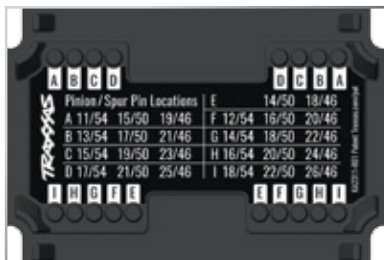 A B C D D C B A
Pinion / Spur Pin Locations E 14/50 18/46
A 11/54 15/50 19/46 F 12/54 16/50 20/46
B 13/54 17/50 21/46 G 14/54 18/50 22/46
C 15/54 19/50 23/46 H 16/54 20/50 24/46
D 17/54 21/50 25/46 I 18/54 22/50 26/46
I H G F E E F G H I
TRAXXAS